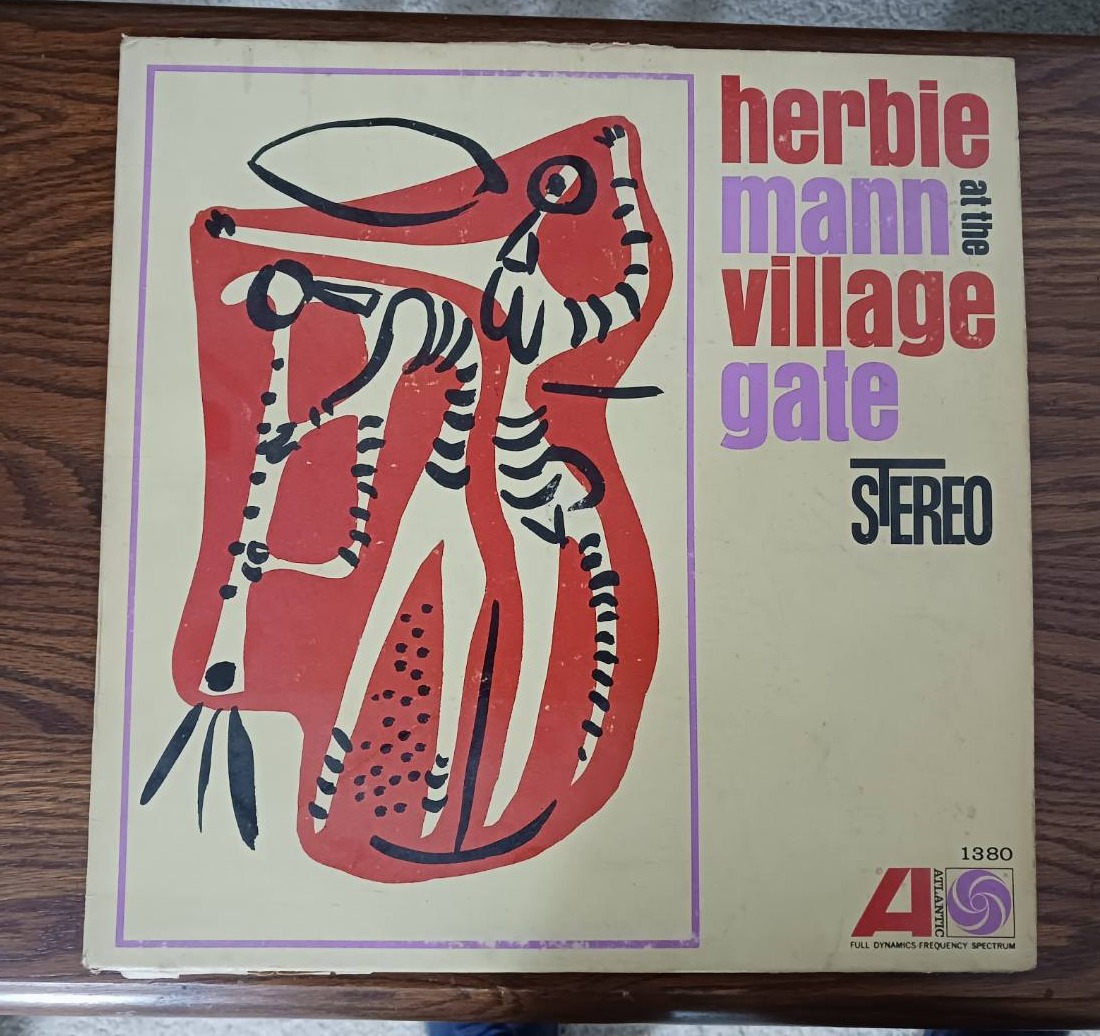 herbie
mann
at the
village
gate
STEREO
1380
A
ATLANTIC
FULL DYNAMICS-FREQUENCY SPECTRUM